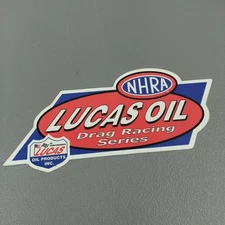 NHRA
LUCAS OIL
Drag Racing
Series
LUCAS
OIL PRODUCTS
INC.